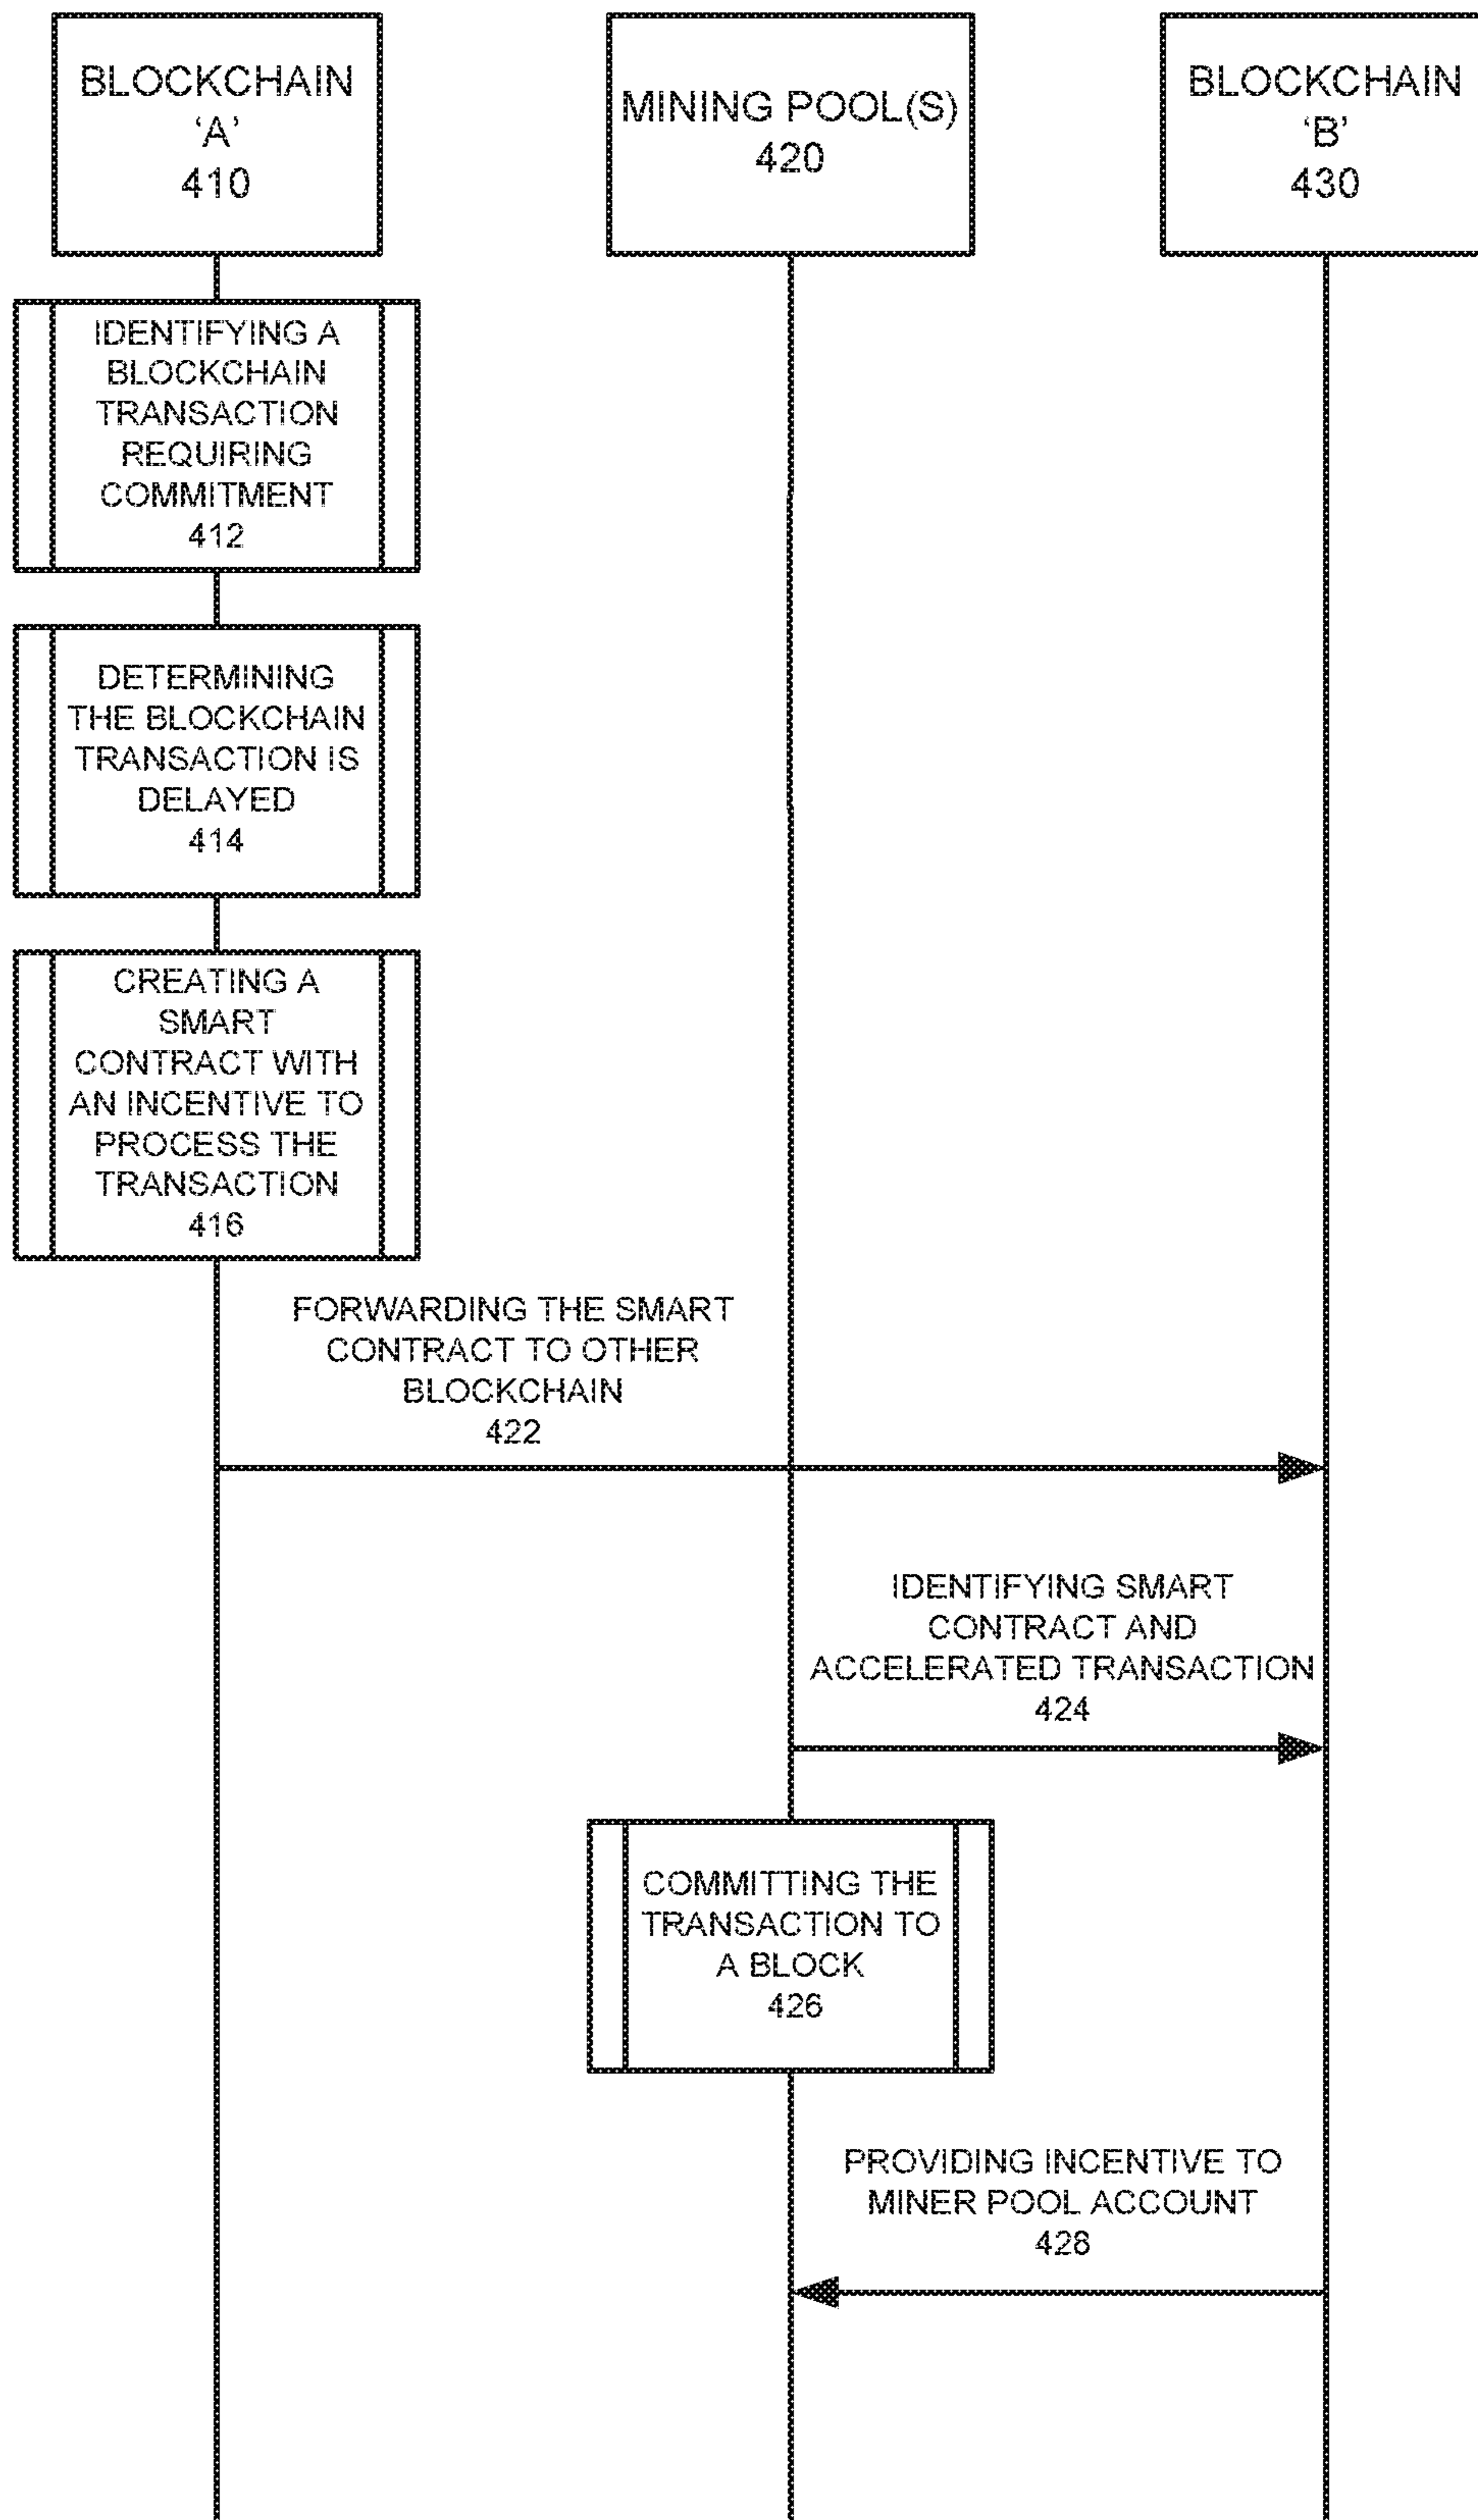 BLOCKCHAIN
‘A’
410
MINING POOL(S)
420
BLOCKCHAIN
‘B’
430
IDENTIFYING A
BLOCKCHAIN
TRANSACTION
REQUIRING
COMMITMENT
412
DETERMINING
THE BLOCKCHAIN
TRANSACTION IS
DELAYED
414
CREATING A
SMART
CONTRACT WITH
AN INCENTIVE TO
PROCESS THE
TRANSACTION
416
FORWARDING THE SMART
CONTRACT TO OTHER
BLOCKCHAIN
422
IDENTIFYING SMART
CONTRACT AND
ACCELERATED TRANSACTION
424
COMMITTING THE
TRANSACTION TO
A BLOCK
426
PROVIDING INCENTIVE TO
MINER POOL ACCOUNT
428